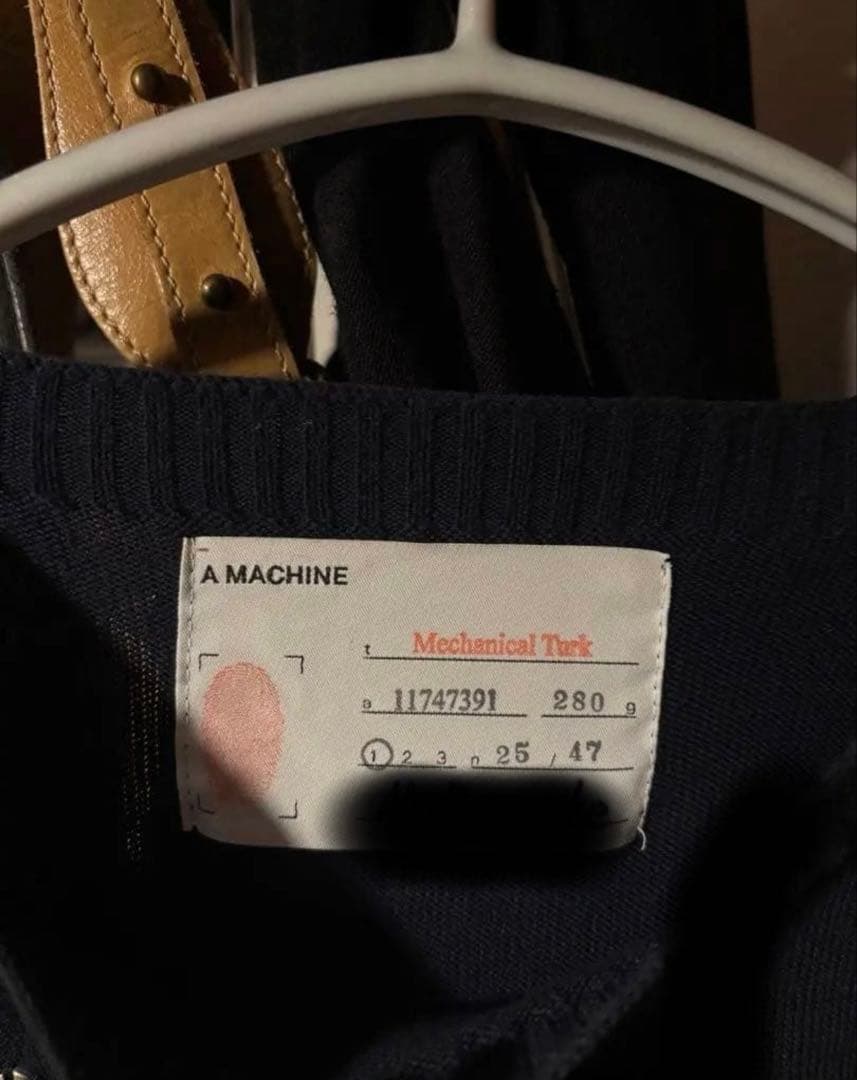 A MACHINE
t Mechanical Turk
a 11747391 280 g
1 2 3 n 25 / 47